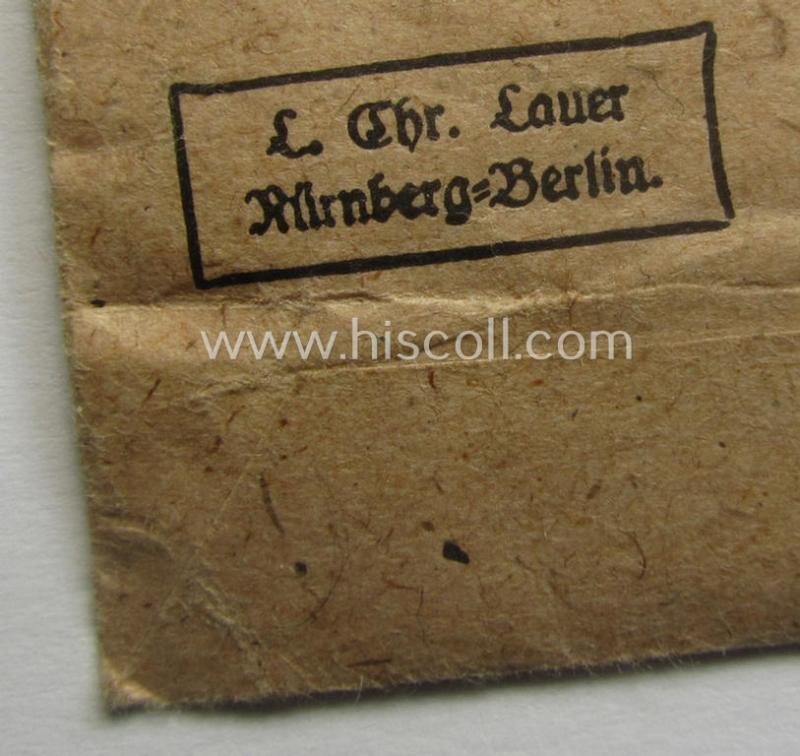 L. Chr. Lauer
Nürnberg=Berlin.
www.hiscoll.com